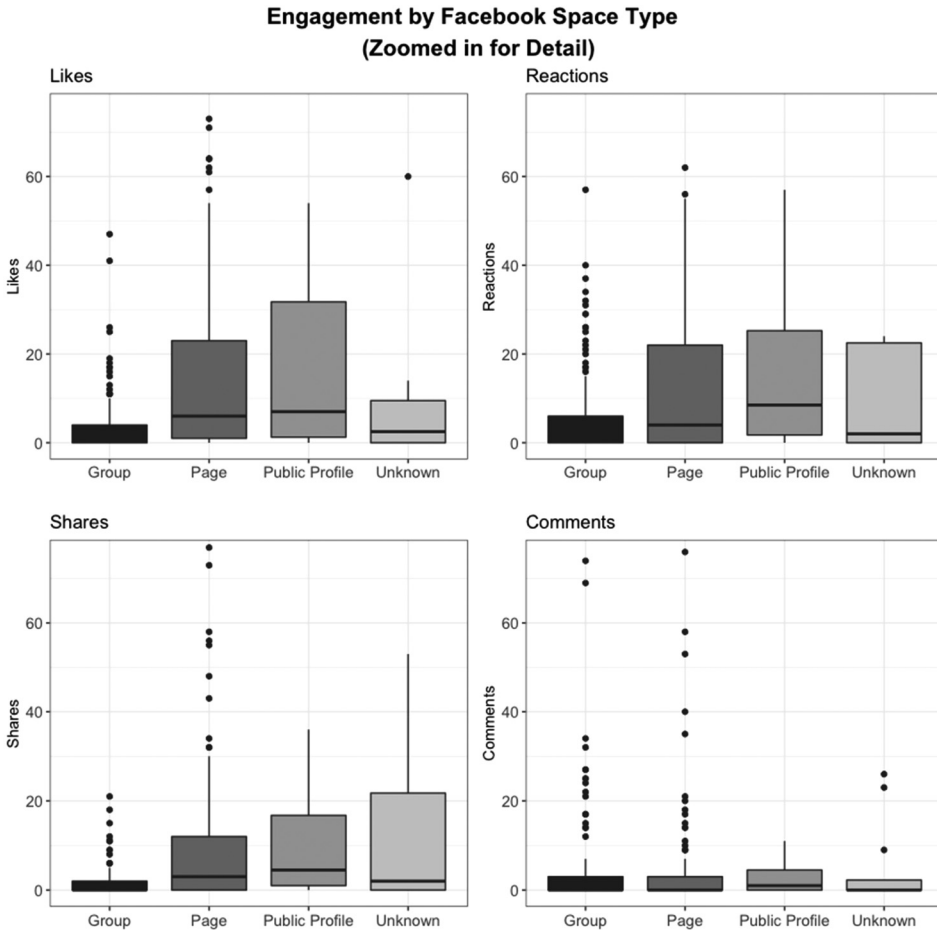 Engagement by Facebook Space Type
(Zoomed in for Detail)
Likes
Likes
60
40
20
0
Group Page Public Profile Unknown
Reactions
Reactions
60
40
20
0
Group Page Public Profile Unknown
Shares
Shares
60
40
20
0
Group Page Public Profile Unknown
Comments
Comments
60
40
20
0
Group Page Public Profile Unknown